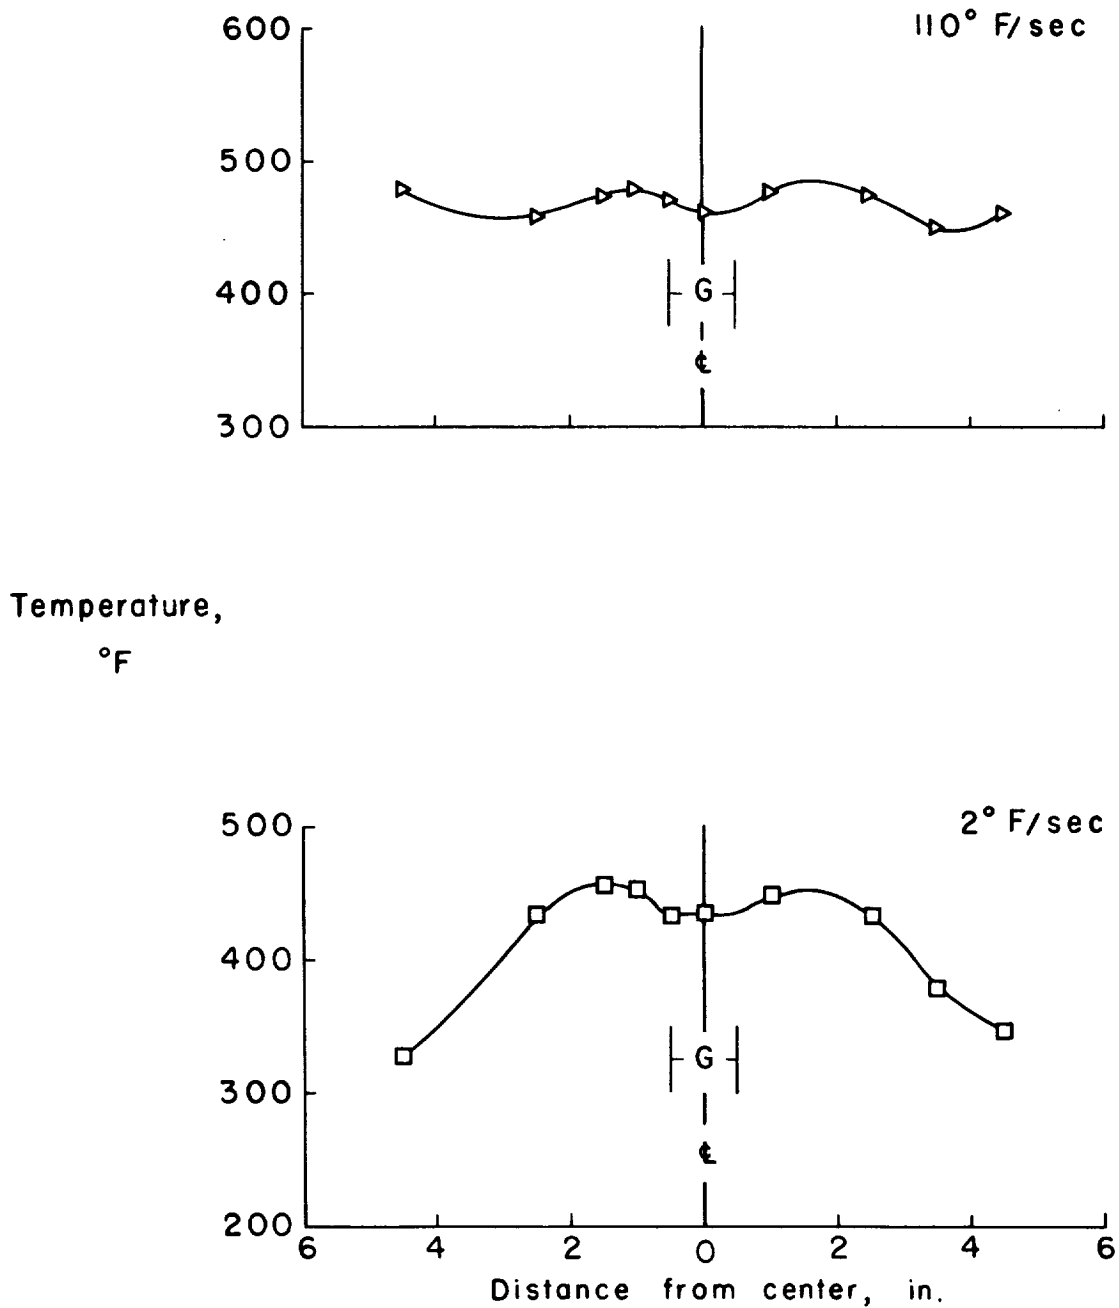 110° F/sec
600
500
400
300
G
℄
Temperature,
°F
2° F/sec
500
400
300
200
G
℄
6 4 2 0 2 4 6
Distance from center, in.